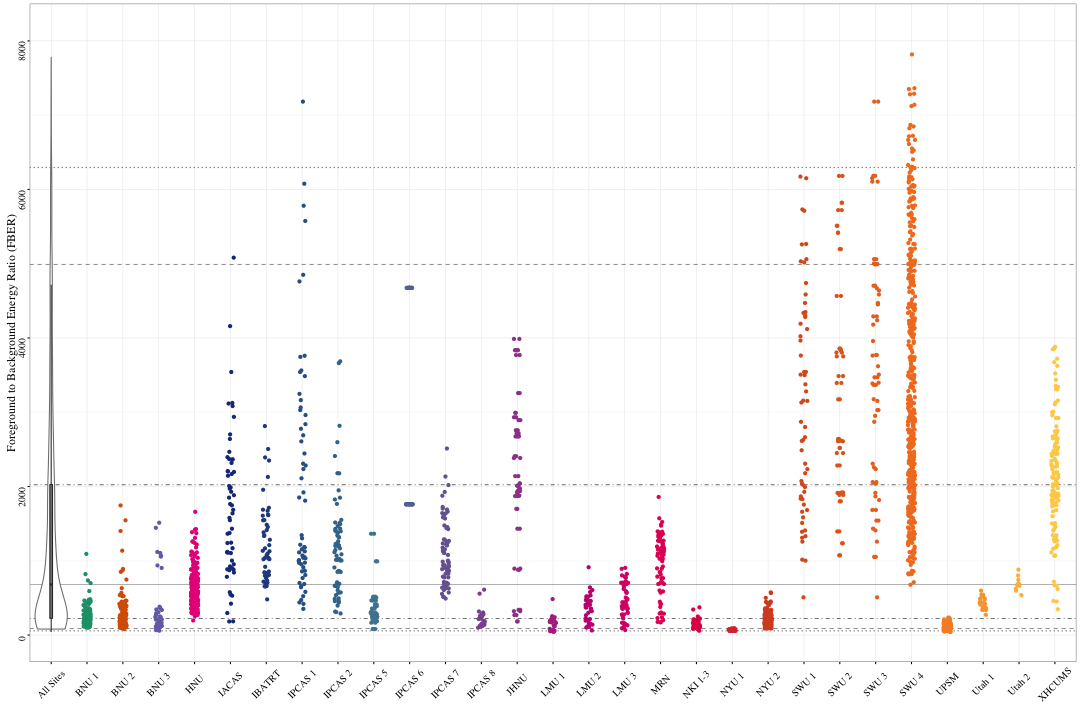 Foreground to Background Energy Ratio (FBER)
8000
6000
4000
2000
0
All Sites
BNU 1
BNU 2
BNU 3
HNU
IACAS
IBATRT
IPCAS 1
IPCAS 2
IPCAS 5
IPCAS 6
IPCAS 7
IPCAS 8
JHNU
LMU 1
LMU 2
LMU 3
MRN
NKI 1-3
NYU 1
NYU 2
SWU 1
SWU 2
SWU 3
SWU 4
UPSM
Utah 1
Utah 2
XHCUMS